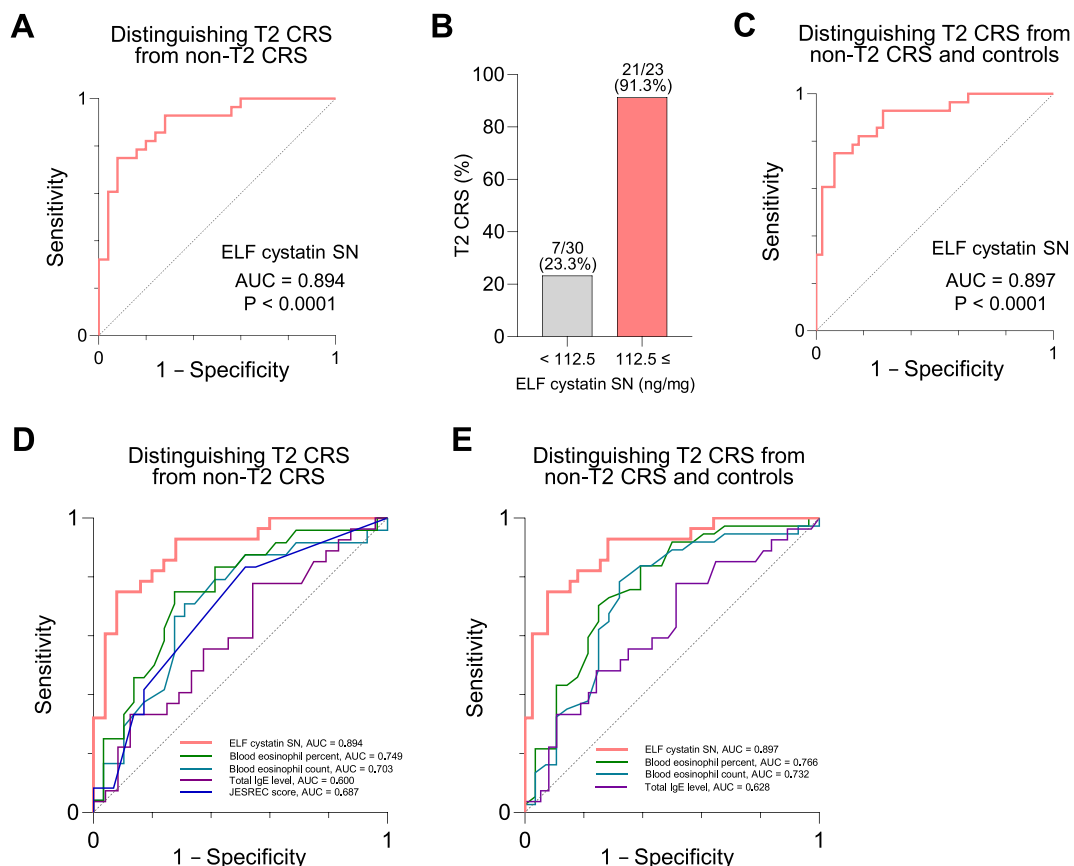 A
Distinguishing T2 CRS
from non-T2 CRS
1
Sensitivity
0
0
1
1 – Specificity
ELF cystatin SN
AUC = 0.894
P < 0.0001
B
100
80
60
40
20
0
T2 CRS (%)
21/23
(91.3%)
7/30
(23.3%)
< 112.5
112.5 ≤
ELF cystatin SN (ng/mg)
C
Distinguishing T2 CRS from
non-T2 CRS and controls
1
Sensitivity
0
0
1
1 – Specificity
ELF cystatin SN
AUC = 0.897
P < 0.0001
D
Distinguishing T2 CRS
from non-T2 CRS
1
Sensitivity
0
0
1
1 – Specificity
ELF cystatin SN, AUC = 0.894
Blood eosinophil percent, AUC = 0.749
Blood eosinophil count, AUC = 0.703
Total IgE level, AUC = 0.600
JESREC score, AUC = 0.687
E
Distinguishing T2 CRS from
non-T2 CRS and controls
1
Sensitivity
0
0
1
1 – Specificity
ELF cystatin SN, AUC = 0.897
Blood eosinophil percent, AUC = 0.766
Blood eosinophil count, AUC = 0.732
Total IgE level, AUC = 0.628